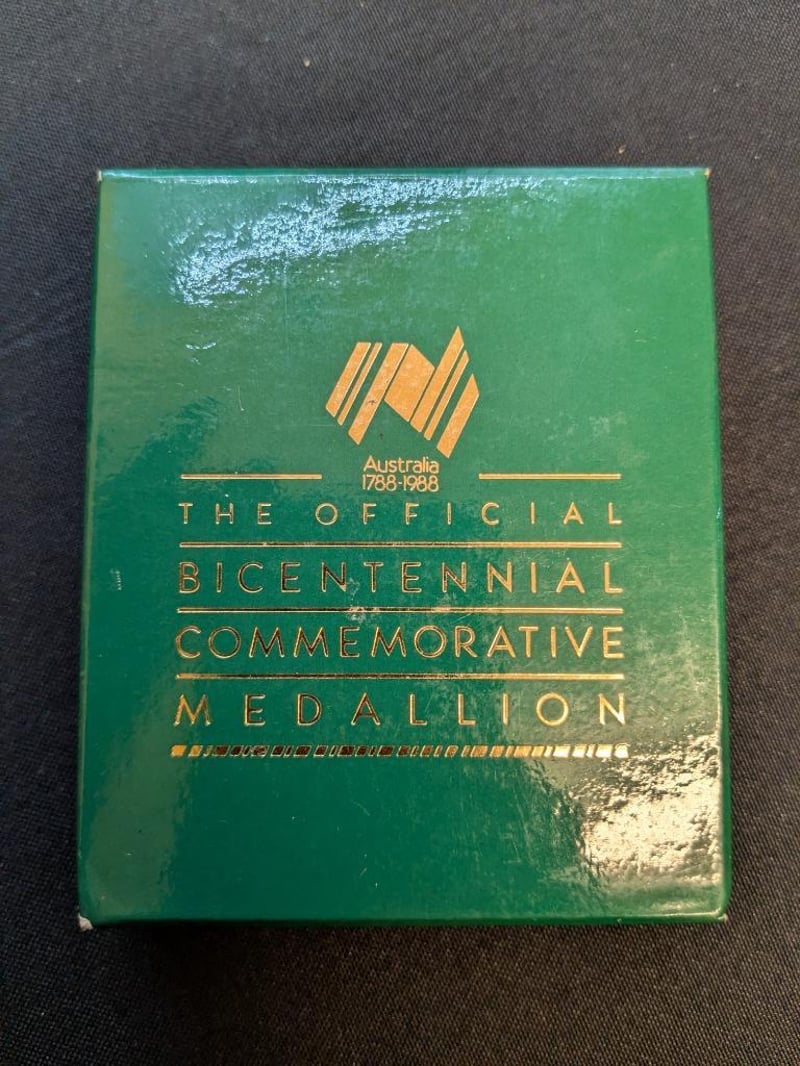 Australia
1788-1988
THE OFFICIAL
BICENTENNIAL
COMMEMORATIVE
MEDALLION